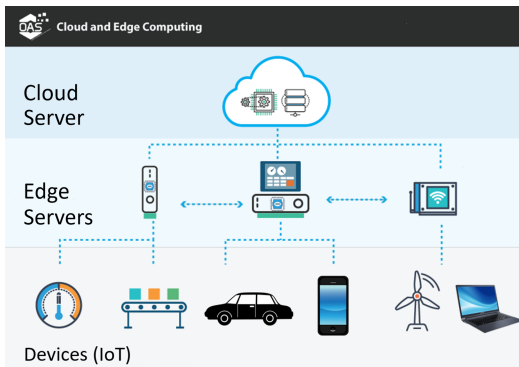 OAS Cloud and Edge Computing
Cloud
Server
Edge
Servers
Devices (IoT)